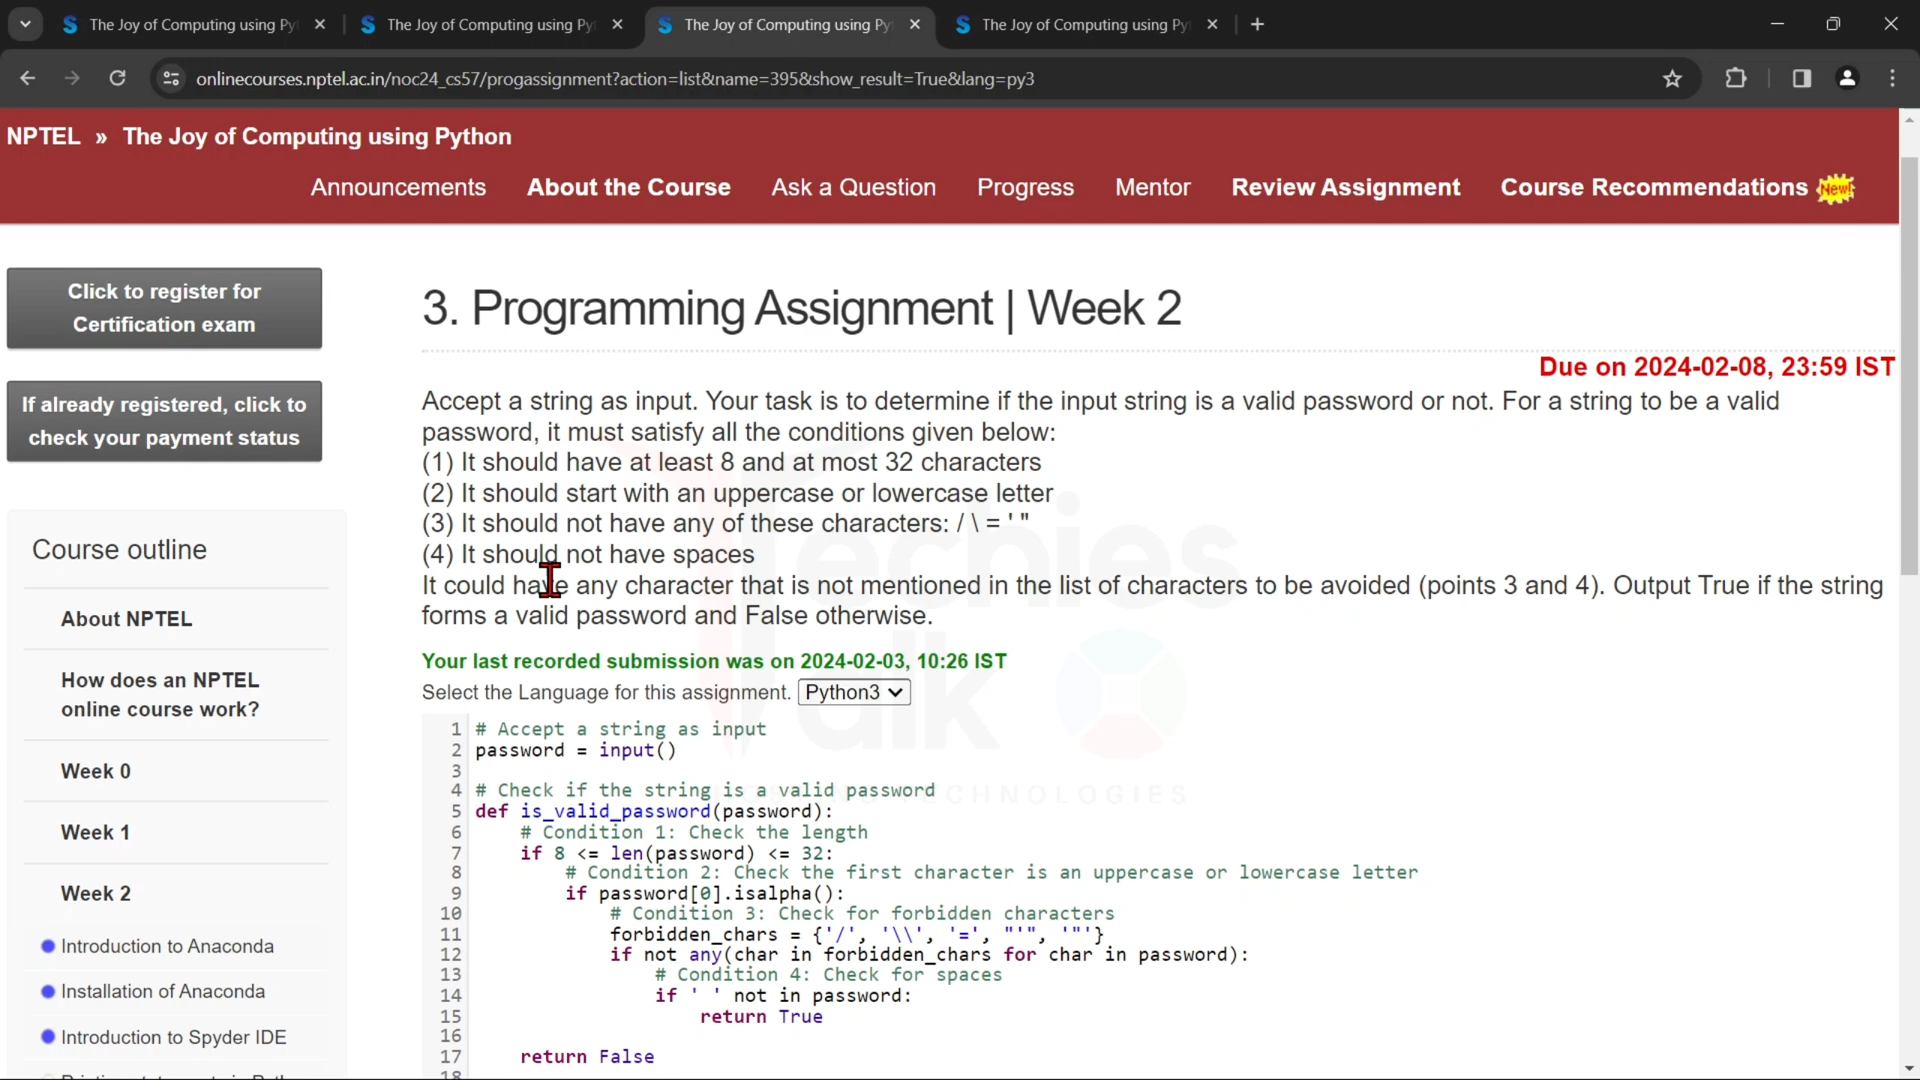 The Joy of Computing using Py
The Joy of Computing using Py
The Joy of Computing using Py
The Joy of Computing using Py
onlinecourses.nptel.ac.in/noc24_cs57/progassignment?action=list&name=395&show_result=True&lang=py3
NPTEL » The Joy of Computing using Python
Announcements About the Course Ask a Question Progress Mentor Review Assignment Course Recommendations New!
Click to register for
Certification exam
If already registered, click to
check your payment status
Course outline
About NPTEL
How does an NPTEL
online course work?
Week 0
Week 1
Week 2
Introduction to Anaconda
Installation of Anaconda
Introduction to Spyder IDE
3. Programming Assignment | Week 2
Due on 2024-02-08, 23:59 IST
Accept a string as input. Your task is to determine if the input string is a valid password or not. For a string to be a valid
password, it must satisfy all the conditions given below:
(1) It should have at least 8 and at most 32 characters
(2) It should start with an uppercase or lowercase letter
(3) It should not have any of these characters: / \ = ' "
(4) It should not have spaces
It could have any character that is not mentioned in the list of characters to be avoided (points 3 and 4). Output True if the string
forms a valid password and False otherwise.
Your last recorded submission was on 2024-02-03, 10:26 IST
Select the Language for this assignment. Python3
1 # Accept a string as input
2 password = input()
3
4 # Check if the string is a valid password
5 def is_valid_password(password):
6 # Condition 1: Check the length
7 if 8 <= len(password) <= 32:
8 # Condition 2: Check the first character is an uppercase or lowercase letter
9 if password[0].isalpha():
10 # Condition 3: Check for forbidden characters
11 forbidden_chars = {'/', '\\', '=', "'", '"'}
12 if not any(char in forbidden_chars for char in password):
13 # Condition 4: Check for spaces
14 if ' ' not in password:
15 return True
16
17 return False
18
Techies
Talk